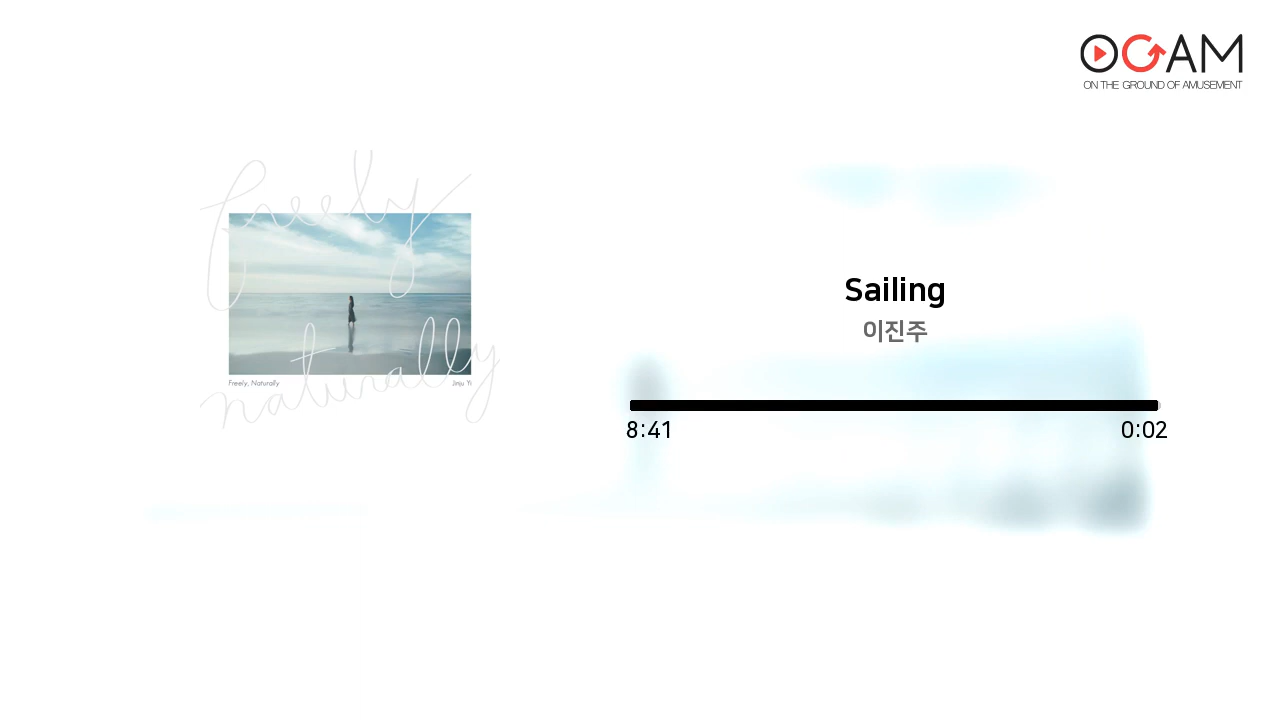 OGAM
ON THE GROUND OF AMUSEMENT
freely
naturally
Freely, Naturally
Jinju Yi
Sailing
이진주
8:41
0:02